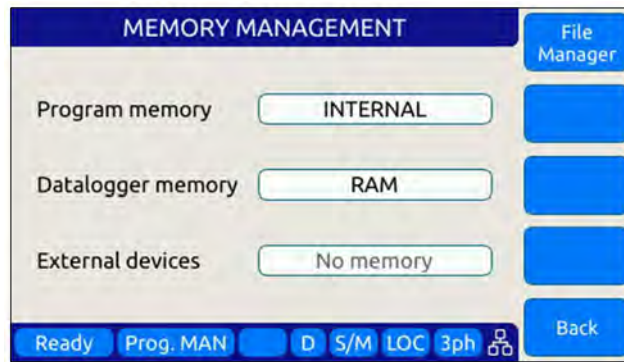 MEMORY MANAGEMENT
File
Manager
Program memory INTERNAL
Datalogger memory RAM
External devices No memory
Ready Prog. MAN D S/M LOC 3ph
Back